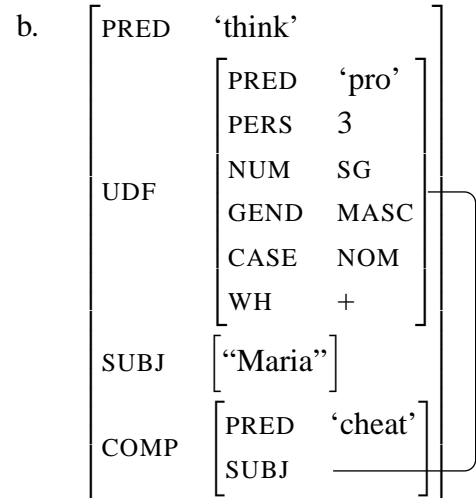 b.
PRED ‘think’
UDF
PRED ‘pro’
PERS 3
NUM SG
GEND MASC
CASE NOM
WH +
SUBJ “Maria”
COMP
PRED ‘cheat’
SUBJ